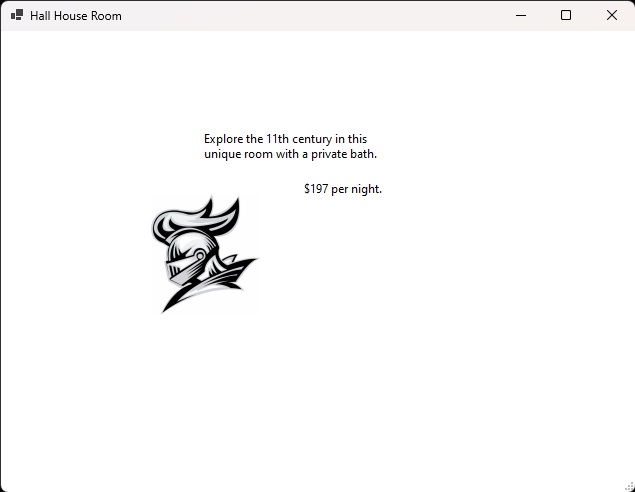 Hall House Room
Explore the 11th century in this
unique room with a private bath.
$197 per night.